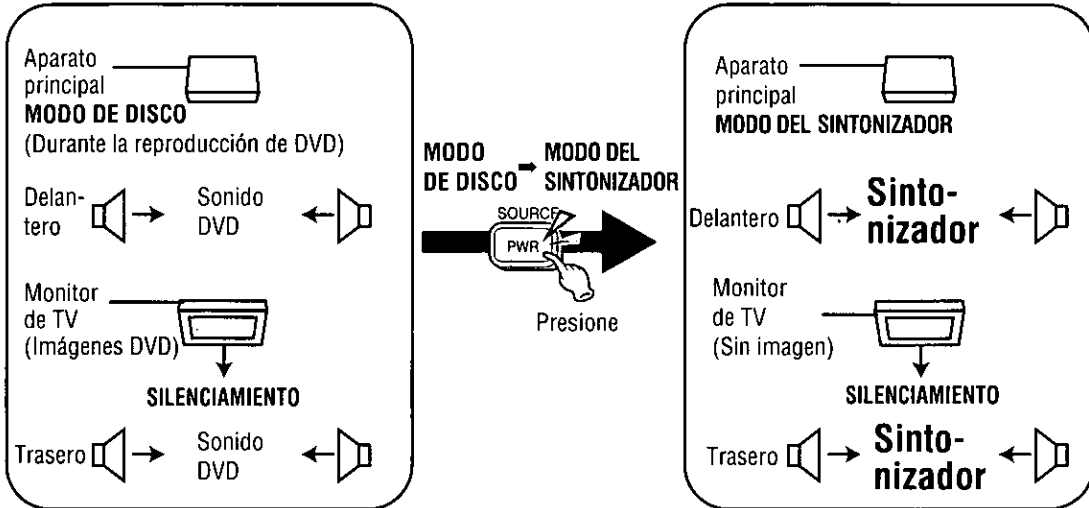 Aparato
principal
MODO DE DISCO
(Durante la reproducción de DVD)
Delan-
tero
Sonido
DVD
Monitor
de TV
(Imágenes DVD)
SILENCIAMIENTO
Trasero
Sonido
DVD
MODO
DE DISCO
MODO DEL
SINTONIZADOR
SOURCE
PWR
Presione
Aparato
principal
MODO DEL SINTONIZADOR
Delantero
Sinto-
nizador
Monitor
de TV
(Sin imagen)
SILENCIAMIENTO
Trasero
Sinto-
nizador